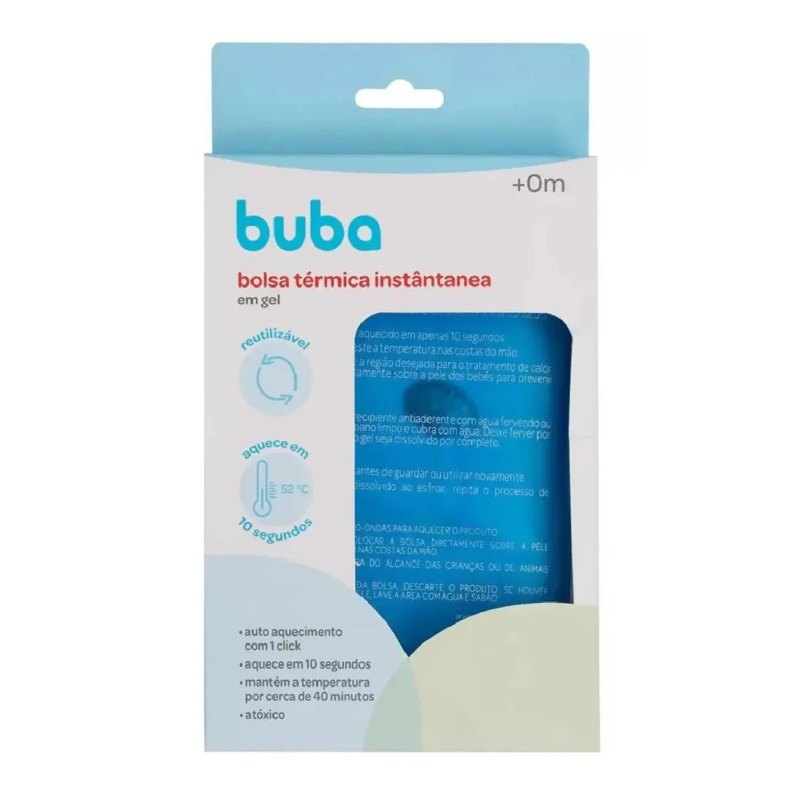 +0m
buba
bolsa térmica instântanea
em gel
reutilizável
aquece em
52 °C
10 segundos
aquecido em apenas 10 segundos
este a temperatura nas costas da mão
e a região desejada para o tratamento de calor
tamente sobre a pele dos bebês para prevenir
recipiente antiaderente com água fervendo ou
pano limpo e cubra com água. Deixe ferver por
o gel seja dissolvido por completo.
antes de guardar ou utilizar novamente
dissolvido ao esfriar, repita o processo de
O-ONDAS PARA AQUECER O PRODUTO
OLOCAR A BOLSA DIRETAMENTE SOBRE A PELE
NAS COSTAS DA MÃO
RA DO ALCANCE DAS CRIANÇAS OU DE ANIMAIS
DA BOLSA, DESCARTE O PRODUTO SE HOUVER
ELE, LAVE A ÁREA COM ÁGUA E SABÃO
• auto aquecimento
com 1 click
• aquece em 10 segundos
• mantém a temperatura
por cerca de 40 minutos
• atóxico